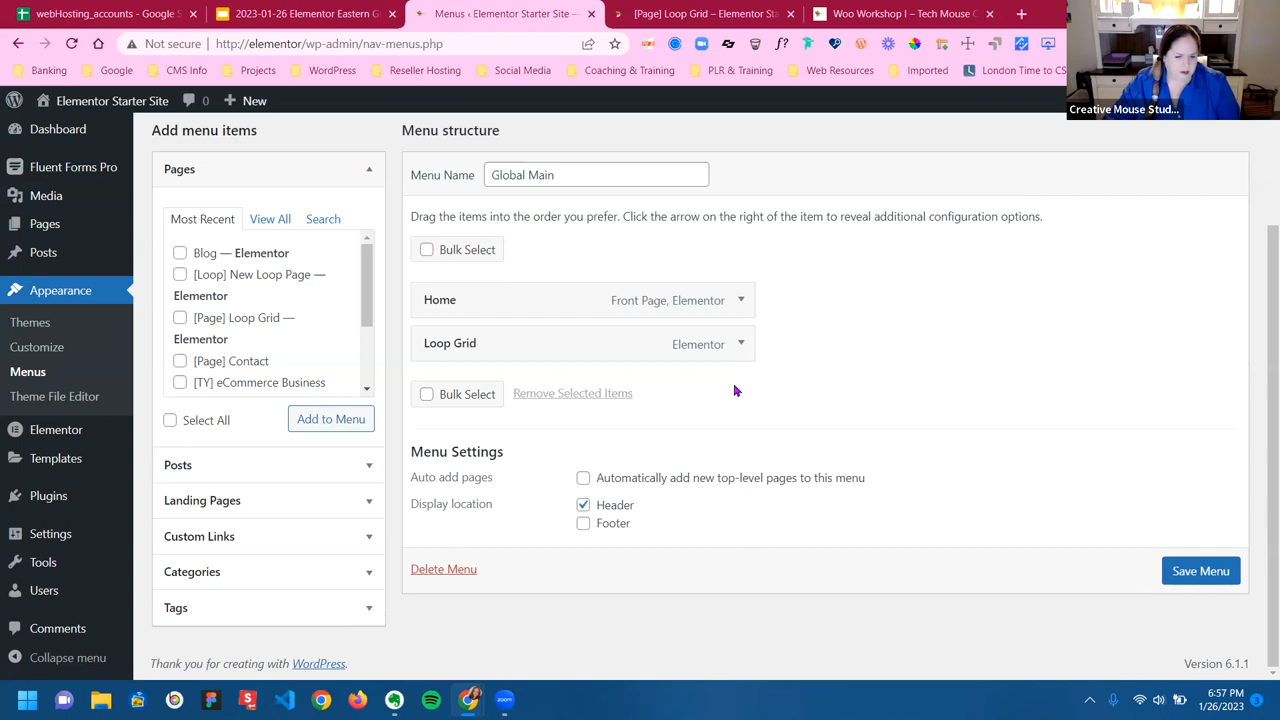 webHosting_accounts - Google S
2023-01-26 Elementor Eastern G
Menus ‹ Elementor Starter Site —
[Page] Loop Grid – Elementor Sta
Woo Workshop I – Tech Mouse C
Not secure
http://elementor/wp-admin/nav-menus.php
Banking
Google
CMS Info
Projects
WordPress
Media
Coaching & Training
PLR & Training
Web
Imported
London Time to CS
Creative Mouse Stud...
Elementor Starter Site
0
New
Dashboard
Fluent Forms Pro
Media
Pages
Posts
Appearance
Themes
Customize
Menus
Theme File Editor
Elementor
Templates
Plugins
Settings
Tools
Users
Comments
Collapse menu
Add menu items
Pages
Most Recent
View All
Search
Blog — Elementor
[Loop] New Loop Page —
Elementor
[Page] Loop Grid —
Elementor
[Page] Contact
[TY] eCommerce Business
Select All
Add to Menu
Posts
Landing Pages
Custom Links
Categories
Tags
Menu structure
Menu Name
Global Main
Drag the items into the order you prefer. Click the arrow on the right of the item to reveal additional configuration options.
Bulk Select
Home
Front Page, Elementor
Loop Grid
Elementor
Bulk Select
Remove Selected Items
Menu Settings
Auto add pages
Automatically add new top-level pages to this menu
Display location
Header
Footer
Delete Menu
Save Menu
Thank you for creating with WordPress.
Version 6.1.1
6:57 PM
1/26/2023
3